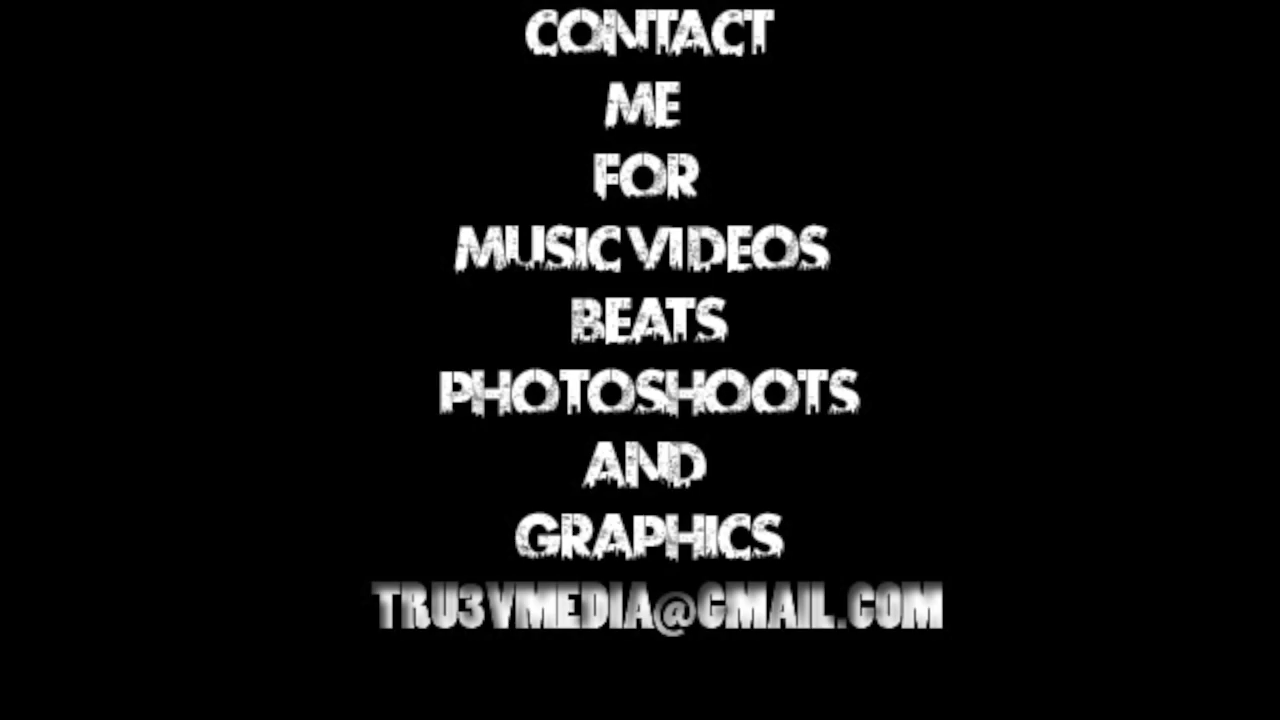 CONTACT
ME
FOR
MUSIC VIDEOS
BEATS
PHOTOSHOOTS
AND
GRAPHICS
TRU3VMEDIA@GMAIL.COM